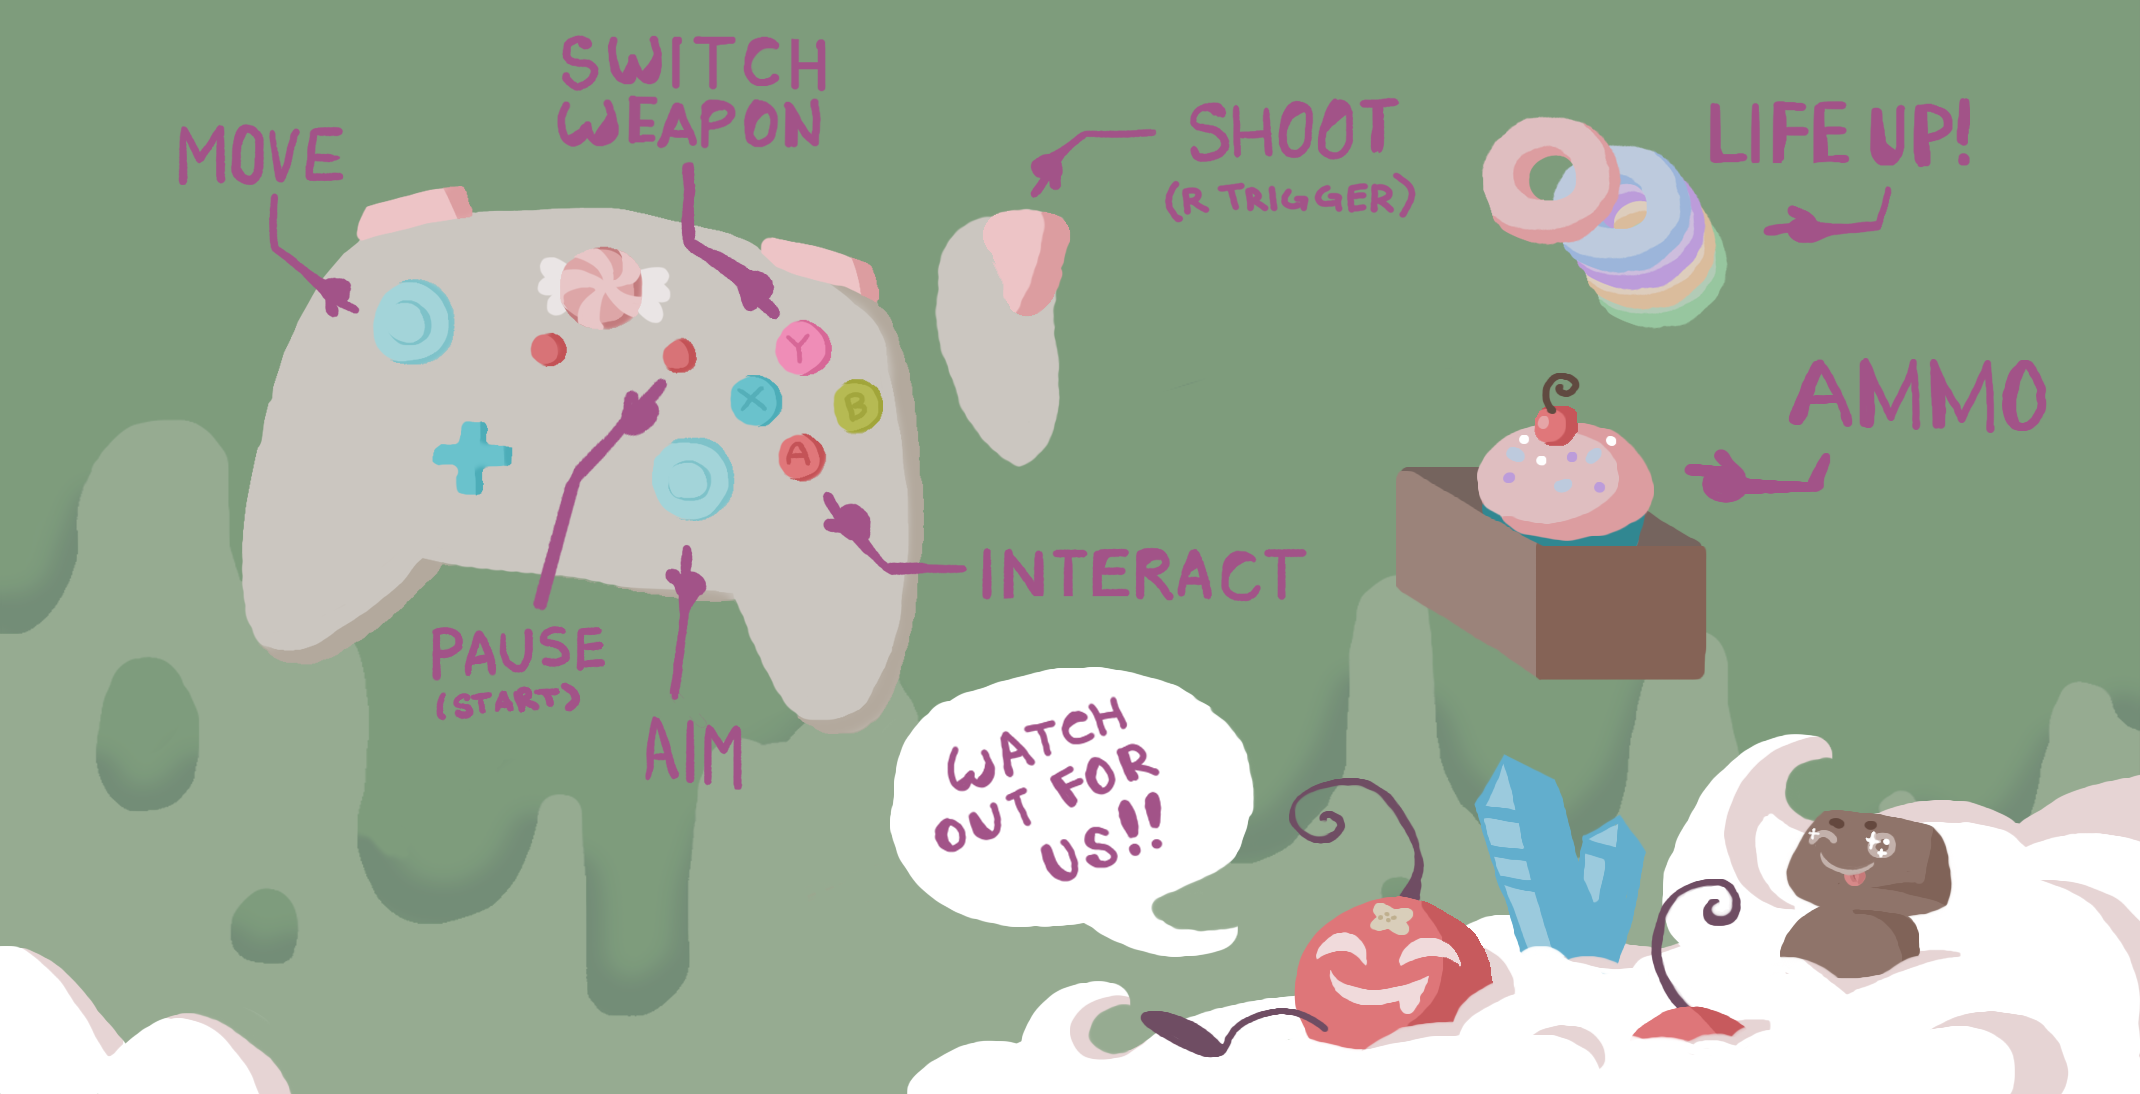 SWITCH
WEAPON
MOVE
SHOOT
(R TRIGGER)
LIFE UP!
Y
X
B
A
AMMO
INTERACT
PAUSE
(START)
AIM
WATCH
OUT FOR
US!!